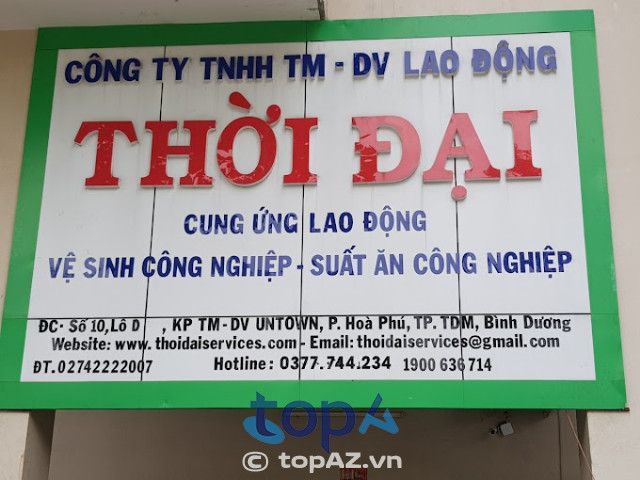 CÔNG TY TNHH TM - DV LAO ĐỘNG
THỜI ĐẠI
CUNG ỨNG LAO ĐỘNG
VỆ SINH CÔNG NGHIỆP - SUẤT ĂN CÔNG NGHIỆP
ĐC: Số 10, Lô D , KP TM - DV UNTOWN, P. Hoà Phú, TP. TDM, Bình Dương
Website: www. thoidaiservices.com - Email: thoidaiservices@gmail.com
ĐT.02742222007 Hotline: 0377.744.234 1900 636 714
topA
© topAZ.vn